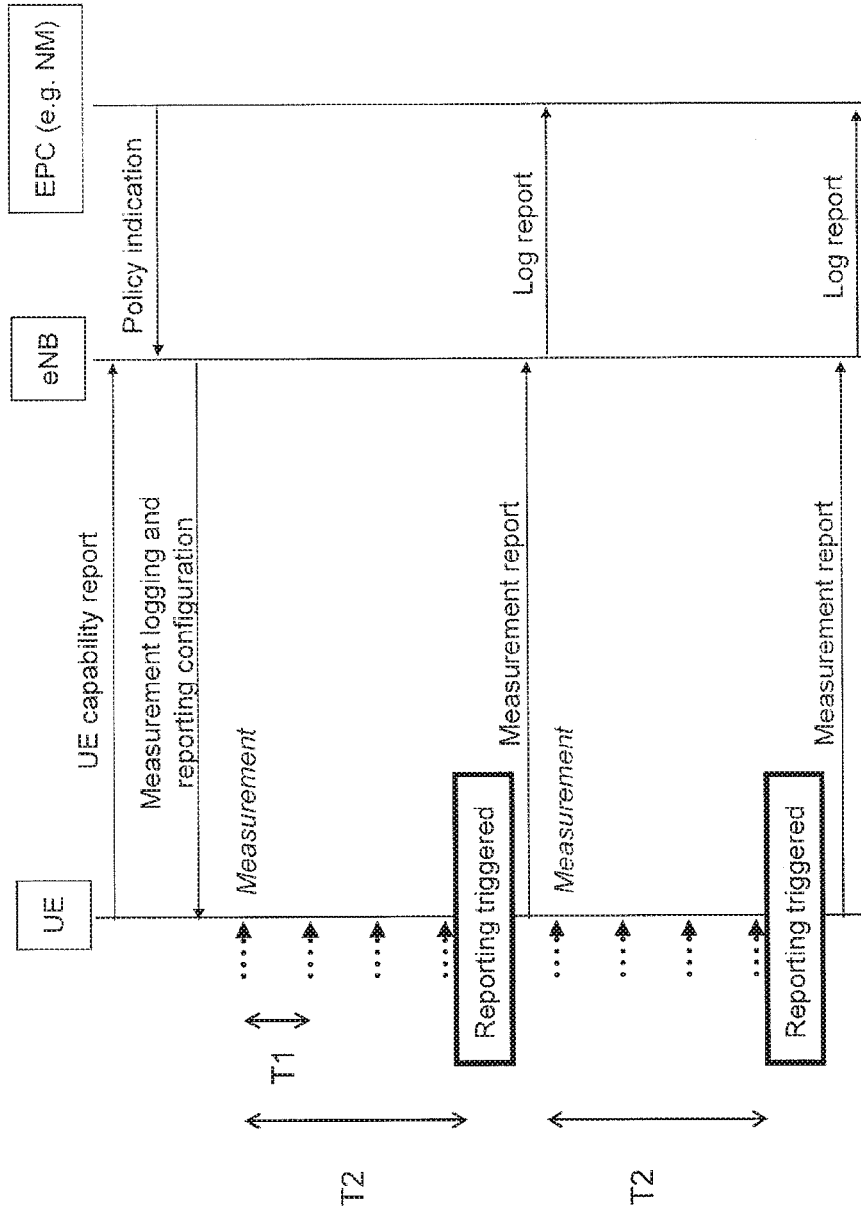 UE
eNB
EPC (e.g. NM)
UE capability report
Policy indication
Measurement logging and
reporting configuration
Measurement
T1
T2
Reporting triggered
Measurement report
Log report
Measurement
T2
Reporting triggered
Measurement report
Log report